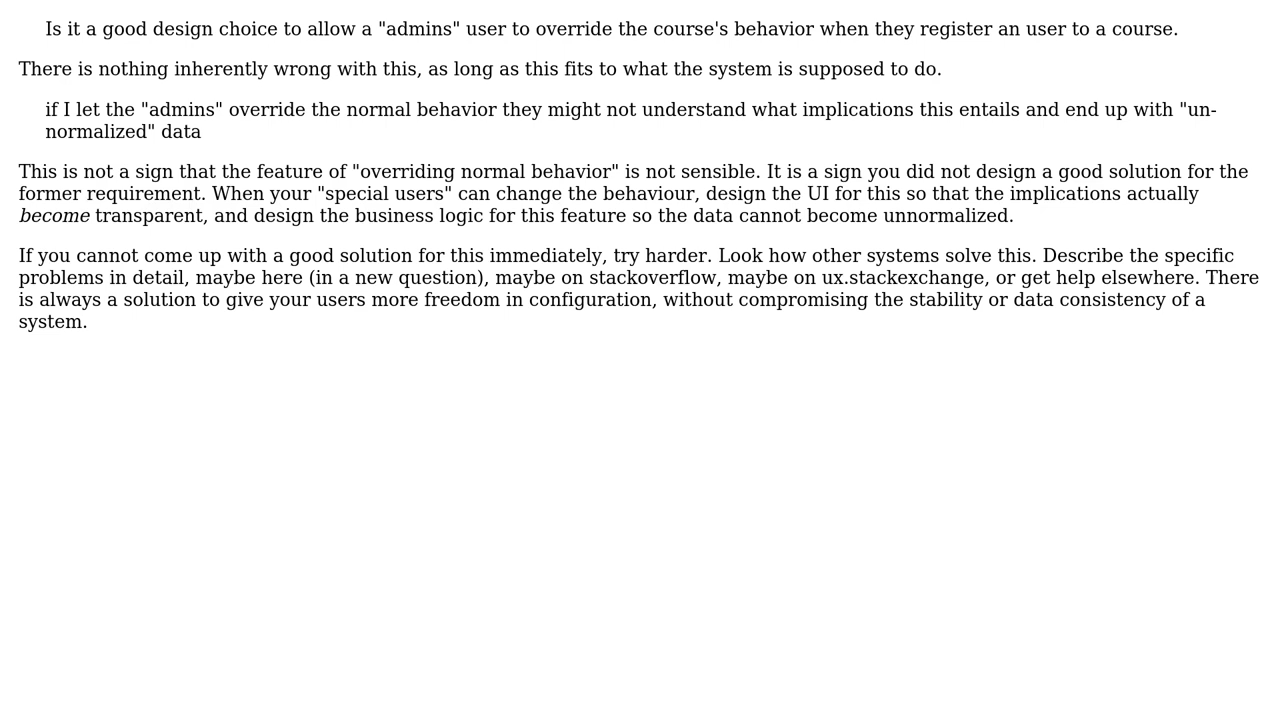 Is it a good design choice to allow a "admins" user to override the course's behavior when they register an user to a course.
There is nothing inherently wrong with this, as long as this fits to what the system is supposed to do.
if I let the "admins" override the normal behavior they might not understand what implications this entails and end up with "un-
normalized" data
This is not a sign that the feature of "overriding normal behavior" is not sensible. It is a sign you did not design a good solution for the
former requirement. When your "special users" can change the behaviour, design the UI for this so that the implications actually
become transparent, and design the business logic for this feature so the data cannot become unnormalized.
If you cannot come up with a good solution for this immediately, try harder. Look how other systems solve this. Describe the specific
problems in detail, maybe here (in a new question), maybe on stackoverflow, maybe on ux.stackexchange, or get help elsewhere. There
is always a solution to give your users more freedom in configuration, without compromising the stability or data consistency of a
system.